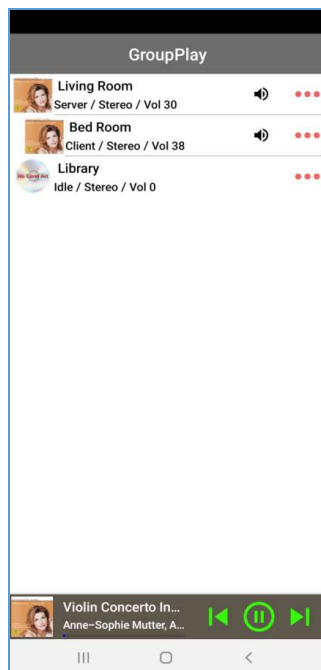 GroupPlay
Living Room
Server / Stereo / Vol 30
Bed Room
Client / Stereo / Vol 38
No Cover Art
Library
Idle / Stereo / Vol 0
Violin Concerto In...
Anne-Sophie Mutter, A...